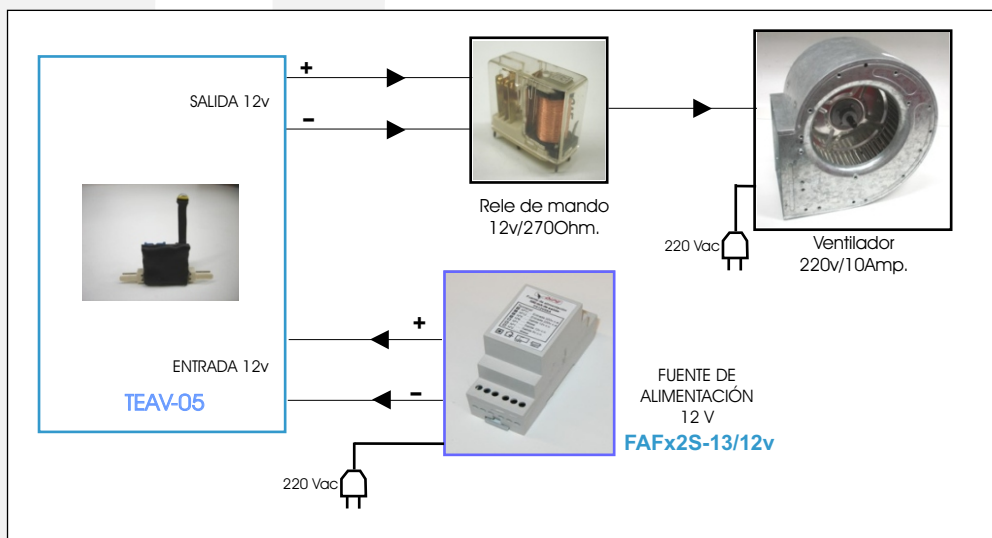 +
SALIDA 12v
-
Rele de mando
12v/270Ohm.
220 Vac
Ventilador
220v/10Amp.
+
ENTRADA 12v
-
TEAV-05
FUENTE DE
ALIMENTACIÓN
12 V
FAFx2S-13/12v
220 Vac